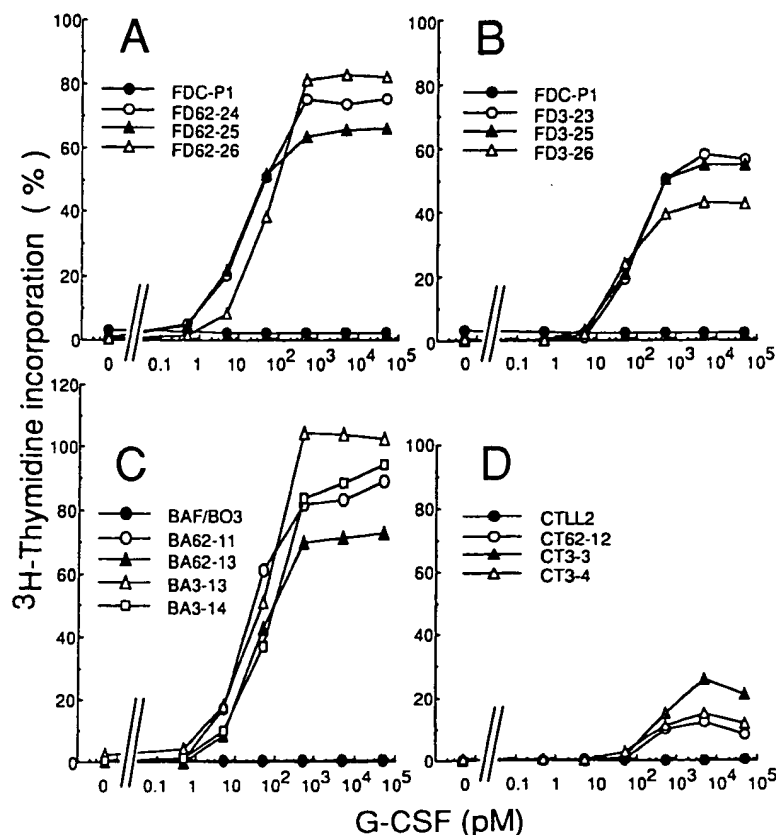 ³H-Thymidine incorporation (%)
A
100
80
60
40
20
0
FDC-P1
FD62-24
FD62-25
FD62-26
0 0.1 1 10 10² 10³ 10⁴ 10⁵
B
100
80
60
40
20
0
FDC-P1
FD3-23
FD3-25
FD3-26
0 0.1 1 10 10² 10³ 10⁴ 10⁵
C
120
100
80
60
40
20
0
BAF/BO3
BA62-11
BA62-13
BA3-13
BA3-14
0 0.1 1 10 10² 10³ 10⁴ 10⁵
D
100
80
60
40
20
0
CTLL2
CT62-12
CT3-3
CT3-4
0 0.1 1 10 10² 10³ 10⁴ 10⁵
G-CSF (pM)